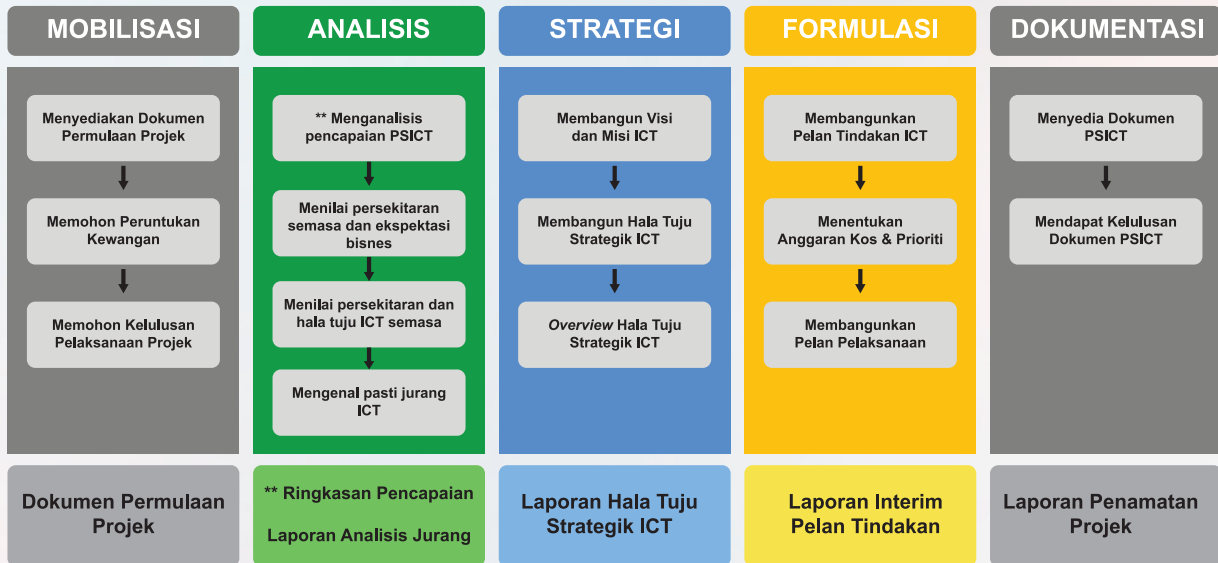 MOBILISASI
Menyediakan Dokumen
Permulaan Projek
Memohon Peruntukan
Kewangan
Memohon Kelulusan
Pelaksanaan Projek
Dokumen Permulaan
Projek
ANALISIS
** Menganalisis
pencapaian PSICT
Menilai persekitaran
semasa dan ekspektasi
bisnes
Menilai persekitaran dan
hala tuju ICT semasa
Mengenal pasti jurang
ICT
** Ringkasan Pencapaian
Laporan Analisis Jurang
STRATEGI
Membangun Visi
dan Misi ICT
Membangun Hala Tuju
Strategik ICT
Overview Hala Tuju
Strategik ICT
Laporan Hala Tuju
Strategik ICT
FORMULASI
Membangunkan
Pelan Tindakan ICT
Menentukan
Anggaran Kos & Prioriti
Membangunkan
Pelan Pelaksanaan
Laporan Interim
Pelan Tindakan
DOKUMENTASI
Menyedia Dokumen
PSICT
Mendapat Kelulusan
Dokumen PSICT
Laporan Penamatan
Projek